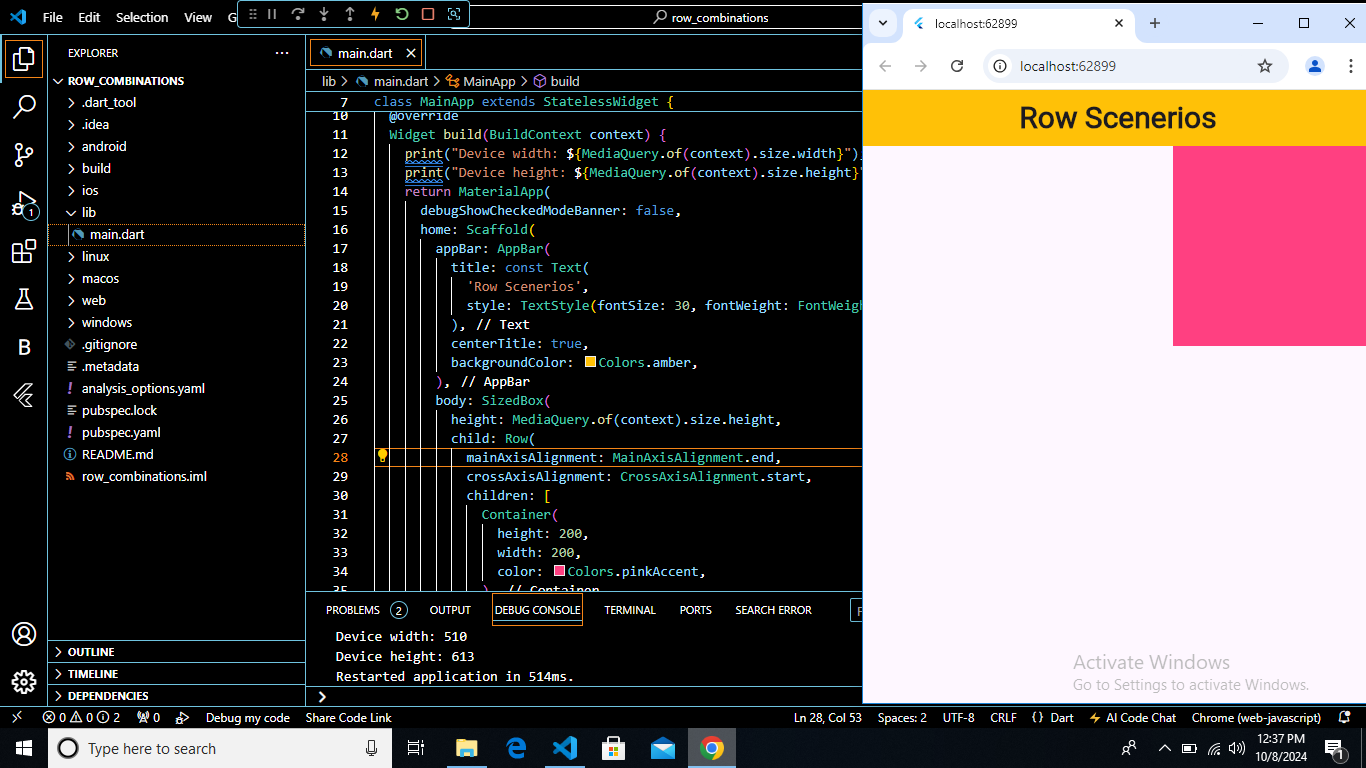 File Edit Selection View G
row_combinations
EXPLORER
ROW_COMBINATIONS
.dart_tool
.idea
android
build
ios
lib
main.dart
linux
macos
web
windows
.gitignore
.metadata
analysis_options.yaml
pubspec.lock
pubspec.yaml
README.md
row_combinations.iml
OUTLINE
TIMELINE
DEPENDENCIES
1
B
main.dart
lib > main.dart > MainApp > build
7 class MainApp extends StatelessWidget {
10 @override
11 Widget build(BuildContext context) {
12 print("Device width: ${MediaQuery.of(context).size.width}");
13 print("Device height: ${MediaQuery.of(context).size.height}"
14 return MaterialApp(
15 debugShowCheckedModeBanner: false,
16 home: Scaffold(
17 appBar: AppBar(
18 title: const Text(
19 'Row Scenerios',
20 style: TextStyle(fontSize: 30, fontWeight: FontWeigh
21 ), // Text
22 centerTitle: true,
23 backgroundColor: Colors.amber,
24 ), // AppBar
25 body: SizedBox(
26 height: MediaQuery.of(context).size.height,
27 child: Row(
28 mainAxisAlignment: MainAxisAlignment.end,
29 crossAxisAlignment: CrossAxisAlignment.start,
30 children: [
31 Container(
32 height: 200,
33 width: 200,
34 color: Colors.pinkAccent,
35 ), // Container
PROBLEMS 2 OUTPUT DEBUG CONSOLE TERMINAL PORTS SEARCH ERROR F
Device width: 510
Device height: 613
Restarted application in 514ms.
>
localhost:62899
localhost:62899
Row Scenerios
Activate Windows
Go to Settings to activate Windows.
0 0 2 0 Debug my code Share Code Link Ln 28, Col 53 Spaces: 2 UTF-8 CRLF {} Dart AI Code Chat Chrome (web-javascript)
Type here to search
12:37 PM
10/8/2024
1